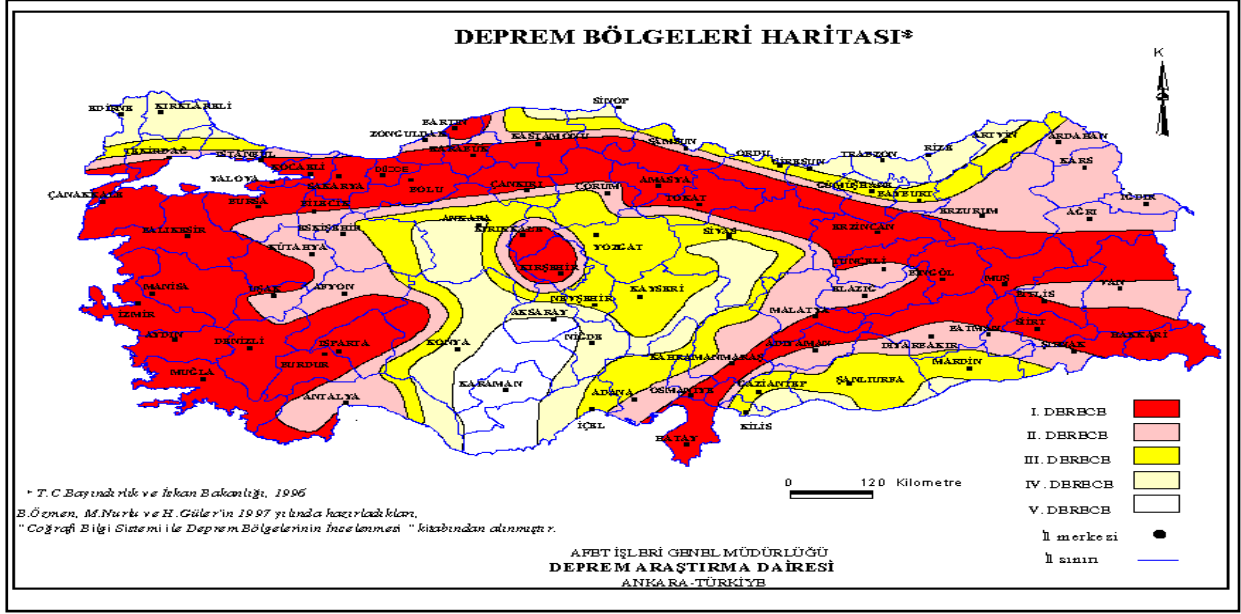 DEPREM BÖLGELERİ HARİTASI*
K
EDİRNE
KIRKLARELİ
TEKİRDAĞ
İSTANBUL
KOCAELİ
YALOVA
SAKARYA
ÇANAKKALE
BURSA
BİLECİK
ZONGULDAK
BARTIN
KARABÜK
KASTAMONU
SİNOP
SAMSUN
BOLU
ÇANKIRI
ÇORUM
AMASYA
TOKAT
ORDU
GİRESUN
TRABZON
RİZE
ARTVİN
ARDAHAN
KARS
GÜMÜŞHANE
BAYBURT
ERZURUM
IĞDIR
AĞRI
BALIKESİR
ESKİŞEHİR
KÜTAHYA
ANKARA
KIRIKKALE
YOZGAT
SİVAS
ERZİNCAN
TUNCELİ
BİNGÖL
MUŞ
VAN
BİTLİS
MANİSA
UŞAK
AFYON
KIRŞEHİR
NEVŞEHİR
KAYSERİ
ELAZIĞ
MALATYA
İZMİR
AYDIN
DENİZLİ
ISPARTA
BURDUR
KONYA
AKSARAY
NİĞDE
KAHRAMANMARAŞ
ADIYAMAN
DİYARBAKIR
BATMAN
SİİRT
ŞIRNAK
HAKKARİ
MUĞLA
ANTALYA
KARAMAN
ADANA
OSMANİYE
GAZİANTEP
ŞANLIURFA
MARDİN
İÇEL
KİLİS
HATAY
I. DERECE
II. DERECE
III. DERECE
IV. DERECE
V. DERECE
İl merkezi
İl sınırı
0 120 Kilometre
* T.C.Bayındırlık ve İskan Bakanlığı, 1996
B.Özmen, M.Nurlu ve H.Güler'in 1997 yılında hazırladıkları,
"Coğrafi Bilgi Sistemi ile Deprem Bölgelerinin İncelenmesi" kitabından alınmıştır.
AFET İŞLERİ GENEL MÜDÜRLÜĞÜ
DEPREM ARAŞTIRMA DAİRESİ
ANKARA-TÜRKİYE